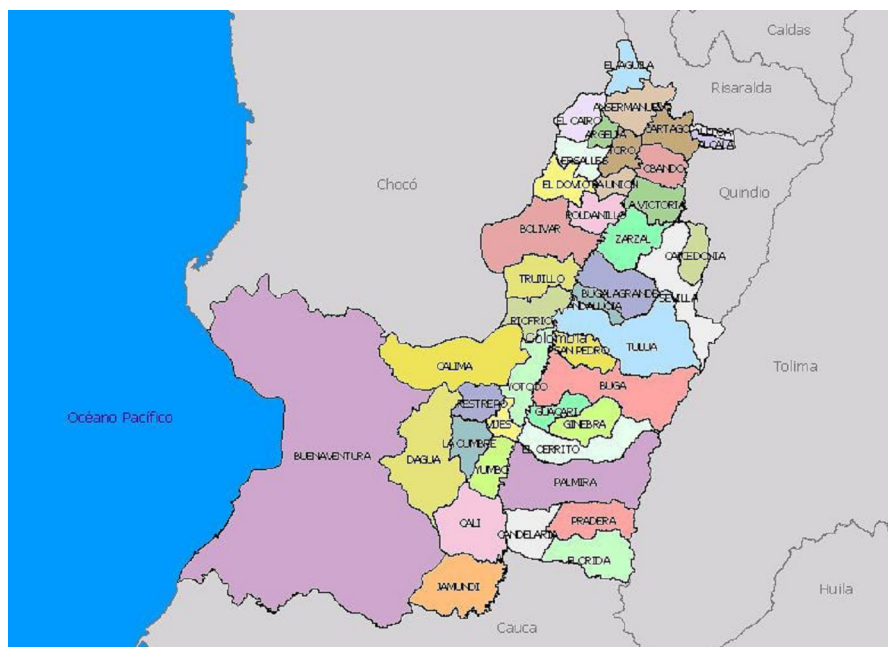 Caldas
EL AGUILA
Risaralda
ANSERMANUEVO
EL CAIRO
CARTAGO
ARGELIA
ALCALA
TORO
VERSALLES
OBANDO
Chocó
EL DOVIO
LA UNION
Quindio
LA VICTORIA
ROLDANILLO
BOLIVAR
ZARZAL
CAICEDONIA
TRUJILLO
BUGALAGRANDE
SEVILLA
ANDALUCIA
RIOFRIO
Colombia
TULUA
SAN PEDRO
CALIMA
Tolima
YOTOCO
BUGA
RESTREPO
GUACARI
Océano Pacífico
VIJES
GINEBRA
LA CUMBRE
EL CERRITO
BUENAVENTURA
DAGUA
YUMBO
PALMIRA
CALI
PRADERA
CANDELARIA
FLORIDA
JAMUNDI
Huila
Cauca